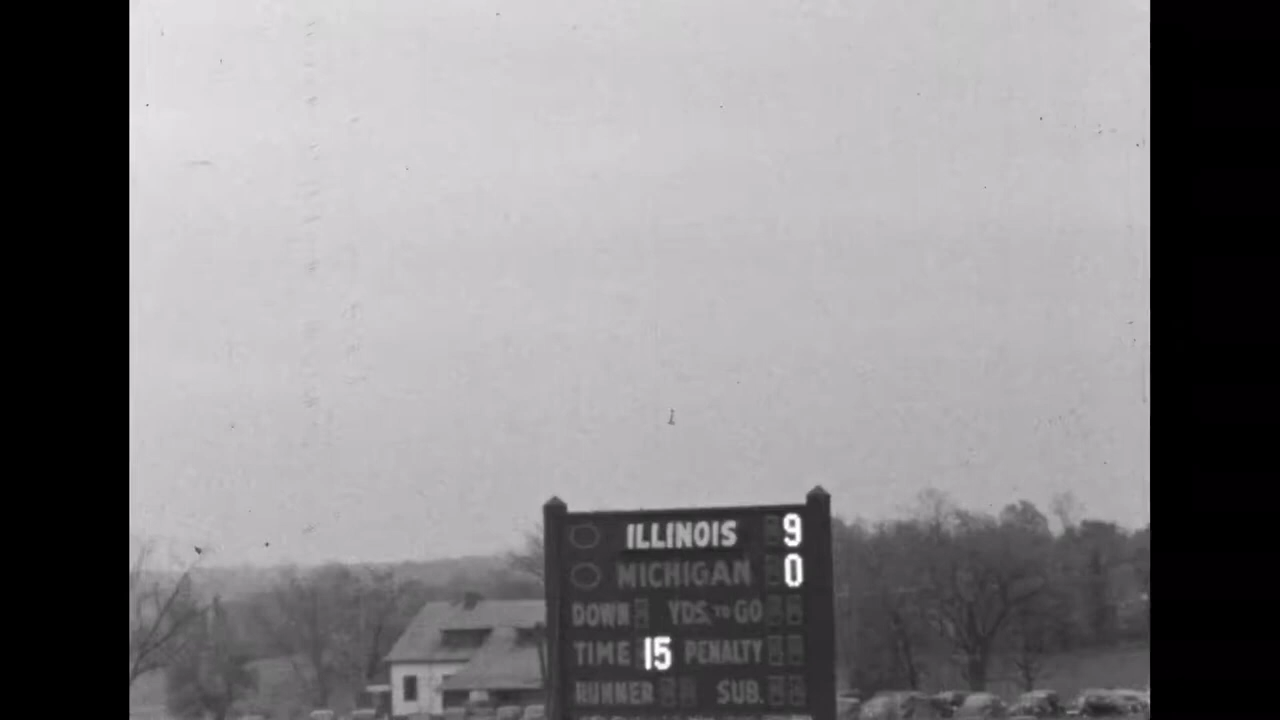 ILLINOIS 9
MICHIGAN 0
DOWN YDS. TO GO
TIME 15 PENALTY
RUNNER SUB.